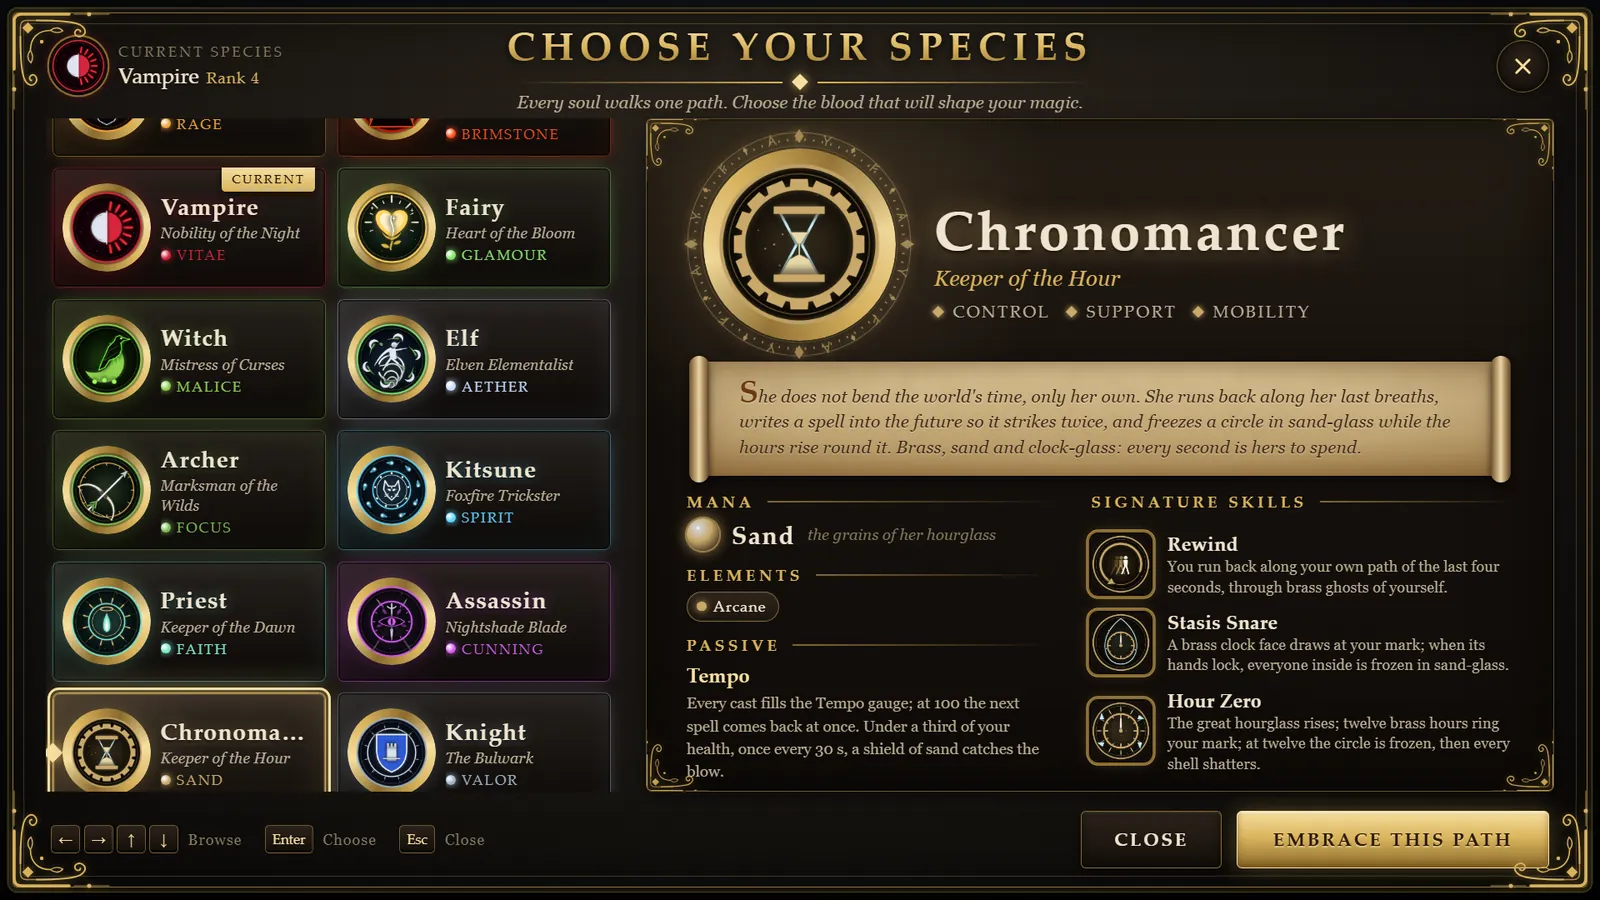 CURRENT SPECIES
Vampire Rank 4
CHOOSE YOUR SPECIES
Every soul walks one path. Choose the blood that will shape your magic.
RAGE
BRIMSTONE
CURRENT
Vampire
Nobility of the Night
VITAE
Fairy
Heart of the Bloom
GLAMOUR
Witch
Mistress of Curses
MALICE
Elf
Elven Elementalist
AETHER
Archer
Marksman of the
Wilds
FOCUS
Kitsune
Foxfire Trickster
SPIRIT
Priest
Keeper of the Dawn
FAITH
Assassin
Nightshade Blade
CUNNING
Chronoma...
Keeper of the Hour
SAND
Knight
The Bulwark
VALOR
Chronomancer
Keeper of the Hour
CONTROL SUPPORT MOBILITY
She does not bend the world's time, only her own. She runs back along her last breaths,
writes a spell into the future so it strikes twice, and freezes a circle in sand-glass while the
hours rise round it. Brass, sand and clock-glass: every second is hers to spend.
MANA
Sand the grains of her hourglass
ELEMENTS
Arcane
PASSIVE
Tempo
Every cast fills the Tempo gauge; at 100 the next
spell comes back at once. Under a third of your
health, once every 30 s, a shield of sand catches the
blow.
SIGNATURE SKILLS
Rewind
You run back along your own path of the last four
seconds, through brass ghosts of yourself.
Stasis Snare
A brass clock face draws at your mark; when its
hands lock, everyone inside is frozen in sand-glass.
Hour Zero
The great hourglass rises; twelve brass hours ring
your mark; at twelve the circle is frozen, then every
shell shatters.
← → ↑ ↓ Browse Enter Choose Esc Close
CLOSE
EMBRACE THIS PATH